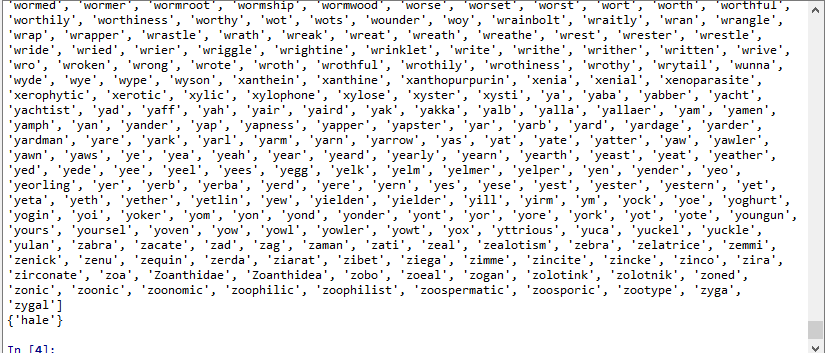 'wormed', 'wormer', 'wormroot', 'wormship', 'wormwood', 'worse', 'worset', 'worst', 'wort', 'worth', 'worthful',
'worthily', 'worthiness', 'worthy', 'wot', 'wots', 'wounder', 'woy', 'wrainbolt', 'wraitly', 'wran', 'wrangle',
'wrap', 'wrapper', 'wrastle', 'wrath', 'wreak', 'wreat', 'wreath', 'wreathe', 'wrest', 'wrester', 'wrestle',
'wride', 'wried', 'wrier', 'wriggle', 'wrightine', 'wrinklet', 'write', 'writhe', 'writher', 'written', 'wrive',
'wro', 'wroken', 'wrong', 'wrote', 'wroth', 'wrothful', 'wrothily', 'wrothiness', 'wrothy', 'wrytail', 'wunna',
'wyde', 'wye', 'wype', 'wyson', 'xanthein', 'xanthine', 'xanthopurpurin', 'xenia', 'xenial', 'xenoparasite',
'xerophytic', 'xerotic', 'xylic', 'xylophone', 'xylose', 'xyster', 'xysti', 'ya', 'yaba', 'yabber', 'yacht',
'yachtist', 'yad', 'yaff', 'yah', 'yair', 'yaird', 'yak', 'yakka', 'yalb', 'yalla', 'yallaer', 'yam', 'yamen',
'yamph', 'yan', 'yander', 'yap', 'yapness', 'yapper', 'yapster', 'yar', 'yarb', 'yard', 'yardage', 'yarder',
'yardman', 'yare', 'yark', 'yarl', 'yarm', 'yarn', 'yarrow', 'yas', 'yat', 'yate', 'yatter', 'yaw', 'yawler',
'yawn', 'yaws', 'ye', 'yea', 'yeah', 'year', 'yeard', 'yearly', 'yearn', 'yearth', 'yeast', 'yeat', 'yeather',
'yed', 'yede', 'yee', 'yeel', 'yees', 'yegg', 'yelk', 'yelm', 'yelmer', 'yelper', 'yen', 'yender', 'yeo',
'yeorling', 'yer', 'yerb', 'yerba', 'yerd', 'yere', 'yern', 'yes', 'yese', 'yest', 'yester', 'yestern', 'yet',
'yeta', 'yeth', 'yether', 'yetlin', 'yew', 'yielden', 'yielder', 'yill', 'yirm', 'ym', 'yock', 'yoe', 'yoghurt',
'yogin', 'yoi', 'yoker', 'yom', 'yon', 'yond', 'yonder', 'yont', 'yor', 'yore', 'york', 'yot', 'yote', 'youngun',
'yours', 'yoursel', 'yoven', 'yow', 'yowl', 'yowler', 'yowt', 'yox', 'yttrious', 'yuca', 'yuckel', 'yuckle',
'yulan', 'zabra', 'zacate', 'zad', 'zag', 'zaman', 'zati', 'zeal', 'zealotism', 'zebra', 'zelatrice', 'zemmi',
'zenick', 'zenu', 'zequin', 'zerda', 'ziarat', 'zibet', 'ziega', 'zimme', 'zincite', 'zincke', 'zinco', 'zira',
'zirconate', 'zoa', 'Zoanthidae', 'Zoanthidea', 'zobo', 'zoeal', 'zogan', 'zolotink', 'zolotnik', 'zoned',
'zonic', 'zoonic', 'zoonomic', 'zoophilic', 'zoophilist', 'zoospermatic', 'zoosporic', 'zootype', 'zyga',
'zygal']
{'hale'}
In [4]: